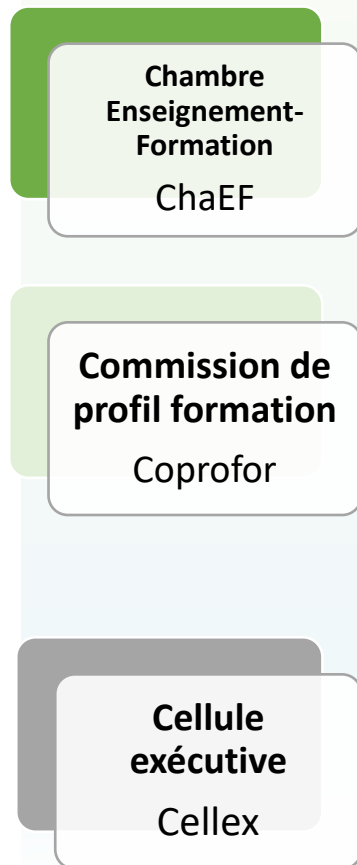 Chambre
Enseignement-
Formation
ChaEF
Commission de
profil formation
Coprofor
Cellule
exécutive
Cellex